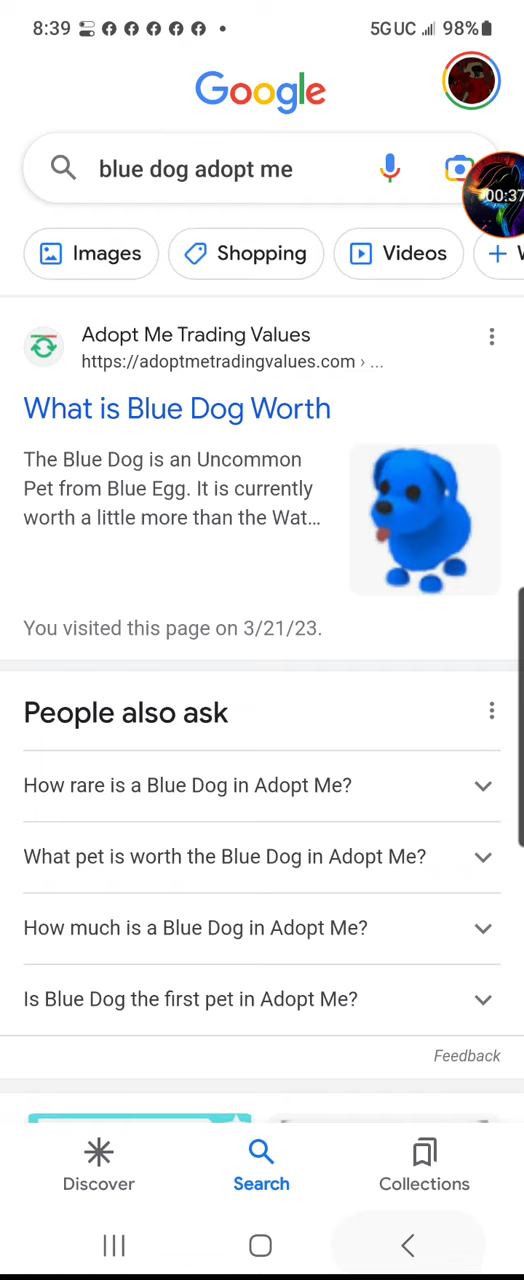 8:39
5G UC 98%
Google
blue dog adopt me
00:37
Images
Shopping
Videos
Adopt Me Trading Values
https://adoptmetradingvalues.com › ...
What is Blue Dog Worth
The Blue Dog is an Uncommon
Pet from Blue Egg. It is currently
worth a little more than the Wat...
You visited this page on 3/21/23.
People also ask
How rare is a Blue Dog in Adopt Me?
What pet is worth the Blue Dog in Adopt Me?
How much is a Blue Dog in Adopt Me?
Is Blue Dog the first pet in Adopt Me?
Feedback
Discover
Search
Collections